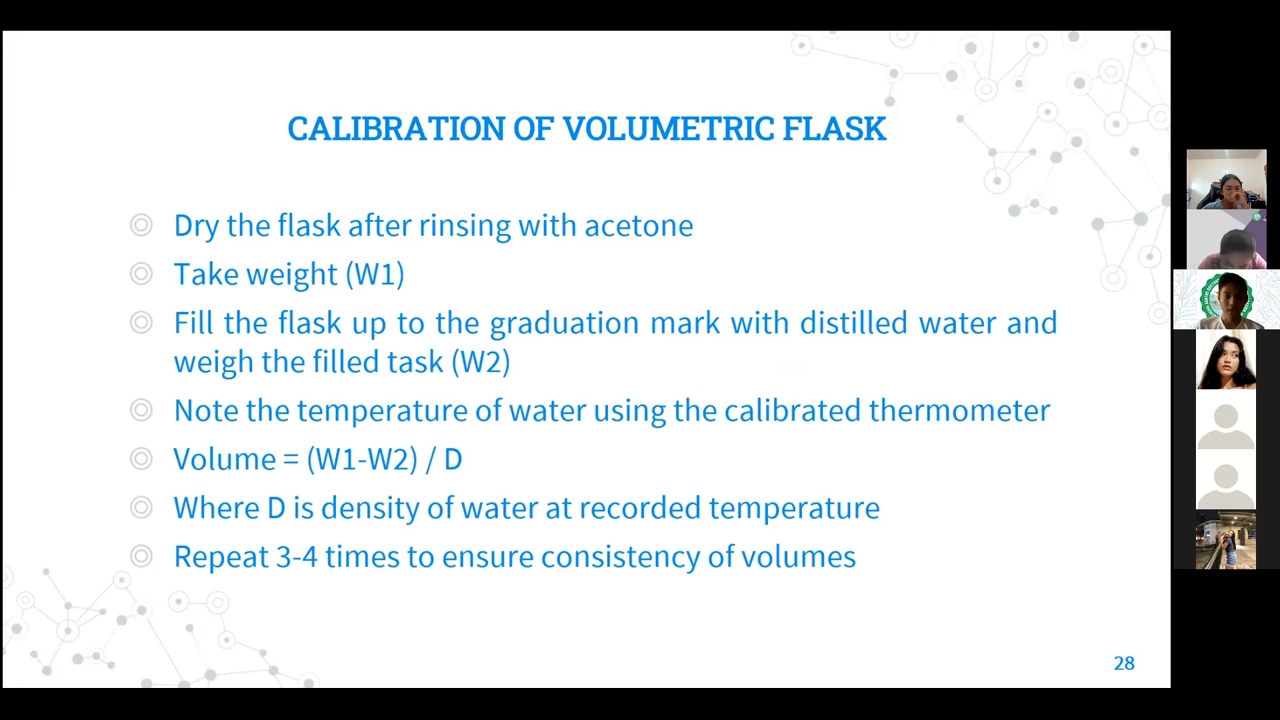 CALIBRATION OF VOLUMETRIC FLASK
Dry the flask after rinsing with acetone
Take weight (W1)
Fill the flask up to the graduation mark with distilled water and
weigh the filled task (W2)
Note the temperature of water using the calibrated thermometer
Volume = (W1-W2) / D
Where D is density of water at recorded temperature
Repeat 3-4 times to ensure consistency of volumes
28